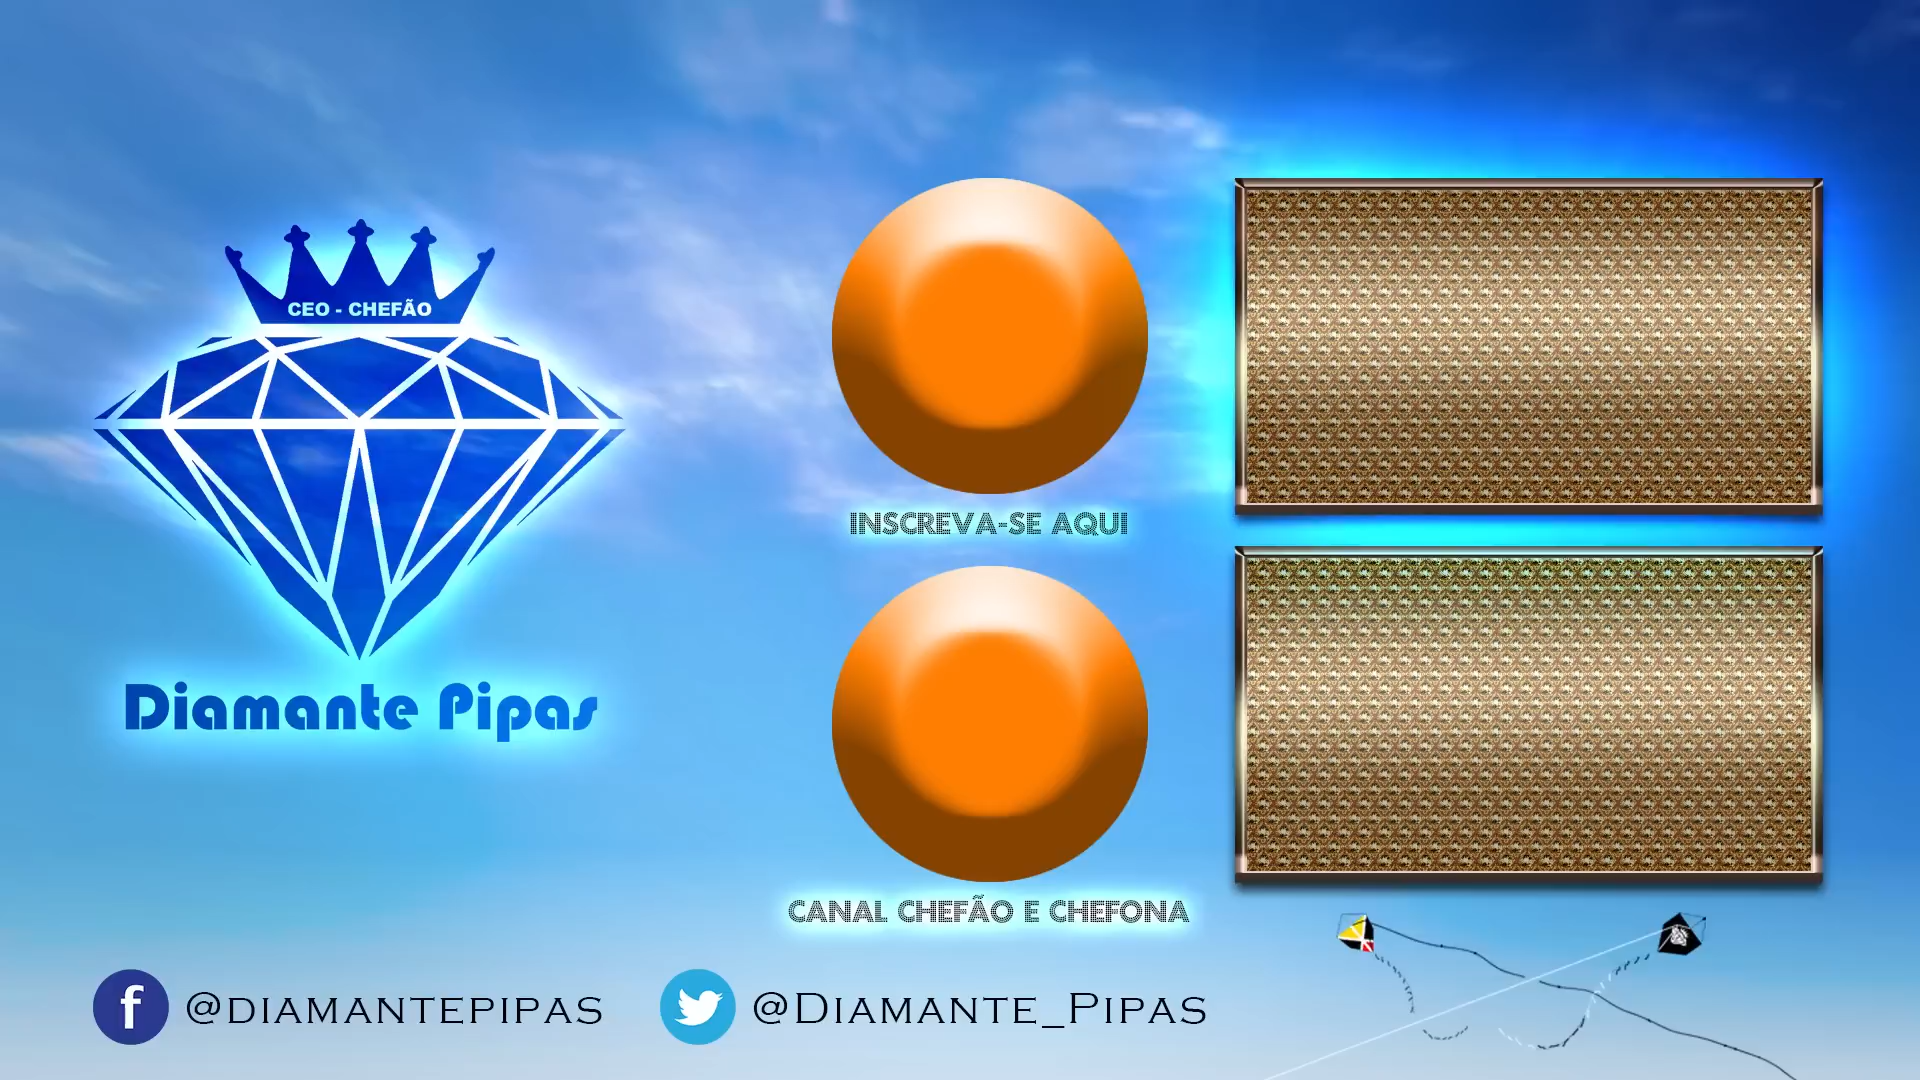 CEO - CHEFÃO
Diamante Pipas
INSCREVA-SE AQUI
CANAL CHEFÃO E CHEFONA
@DIAMANTEPIPAS
@DIAMANTE_PIPAS